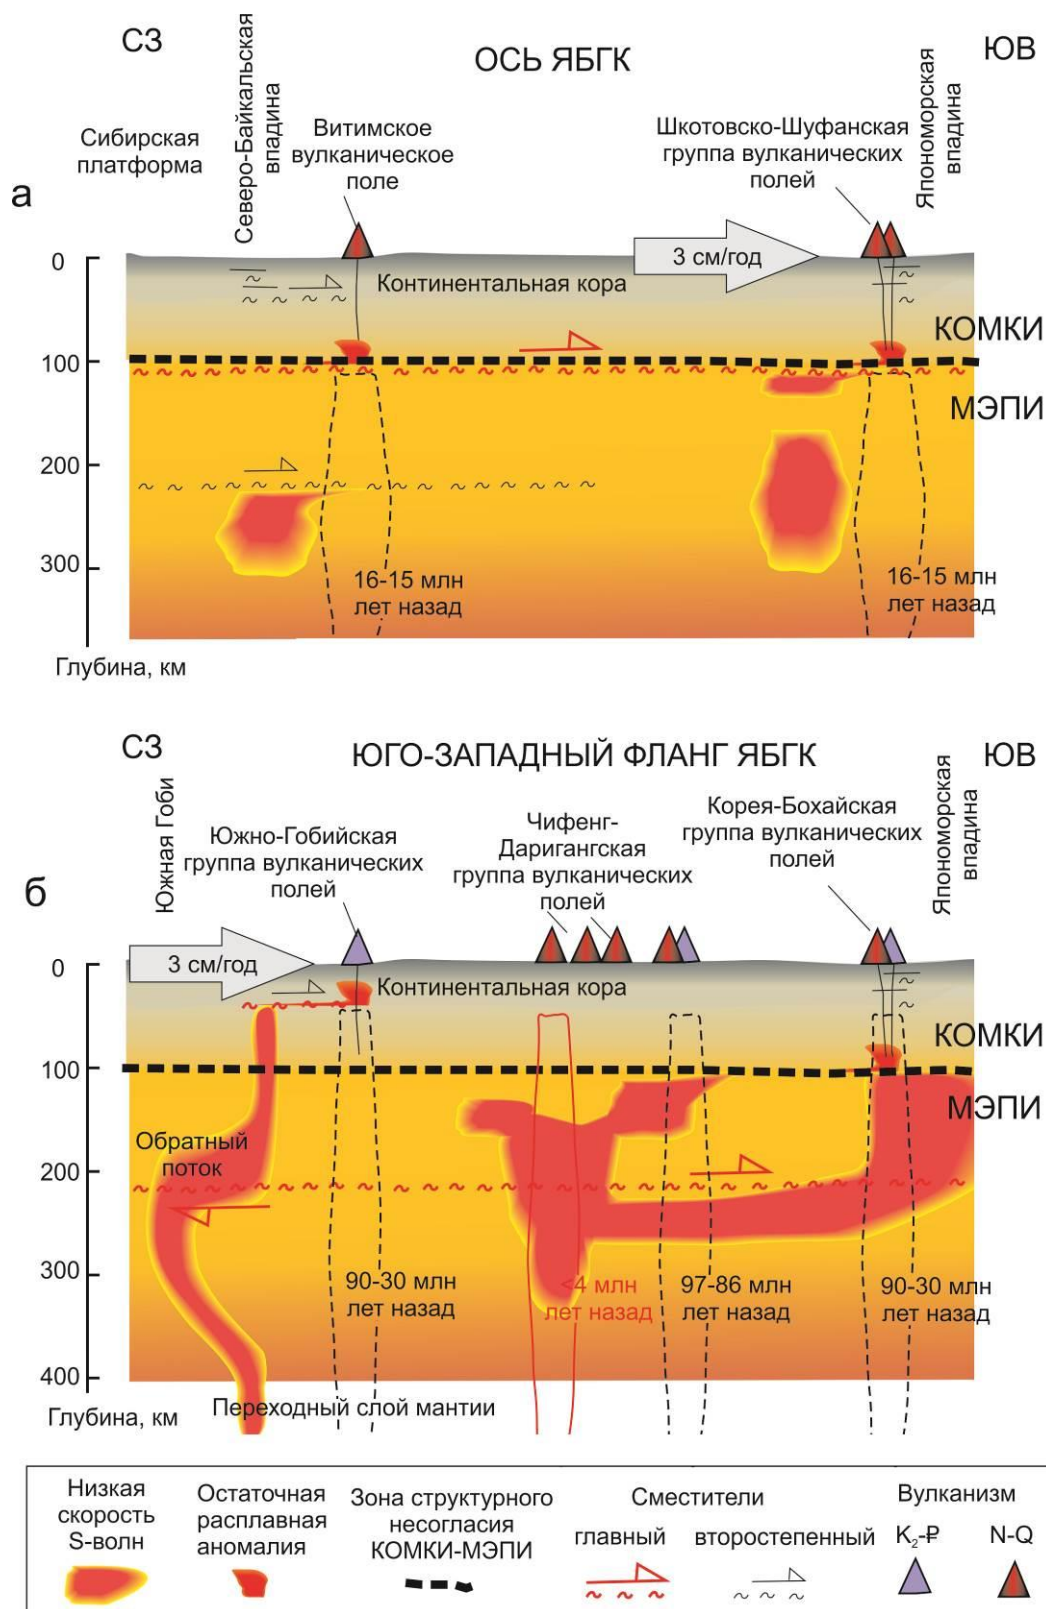 СЗ
ОСЬ ЯБГК
ЮВ
Сибирская
платформа
Северо-Байкальская
впадина
Витимское
вулканическое
поле
Шкотовско-Шуфанская
группа вулканических
полей
Япономорская
впадина
а
0
3 см/год
Континентальная кора
КОМКИ
100
МЭПИ
200
300
16-15 млн
лет назад
16-15 млн
лет назад
Глубина, км
СЗ
ЮГО-ЗАПАДНЫЙ ФЛАНГ ЯБГК
ЮВ
Южная Гоби
Южно-Гобийская
группа вулканических
полей
Чифенг-
Даригангская
группа вулканических
полей
Корея-Бохайская
группа вулканических
полей
Япономорская
впадина
б
0
3 см/год
Континентальная кора
КОМКИ
100
МЭПИ
Обратный
поток
200
300
90-30 млн
лет назад
<4 млн
лет назад
97-86 млн
лет назад
90-30 млн
лет назад
400
Переходный слой мантии
Глубина, км
Низкая
скорость
S-волн
Остаточная
расплавная
аномалия
Зона структурного
несогласия
КОМКИ-МЭПИ
Сместители
главный
второстепенный
Вулканизм
K₂-₽
N-Q